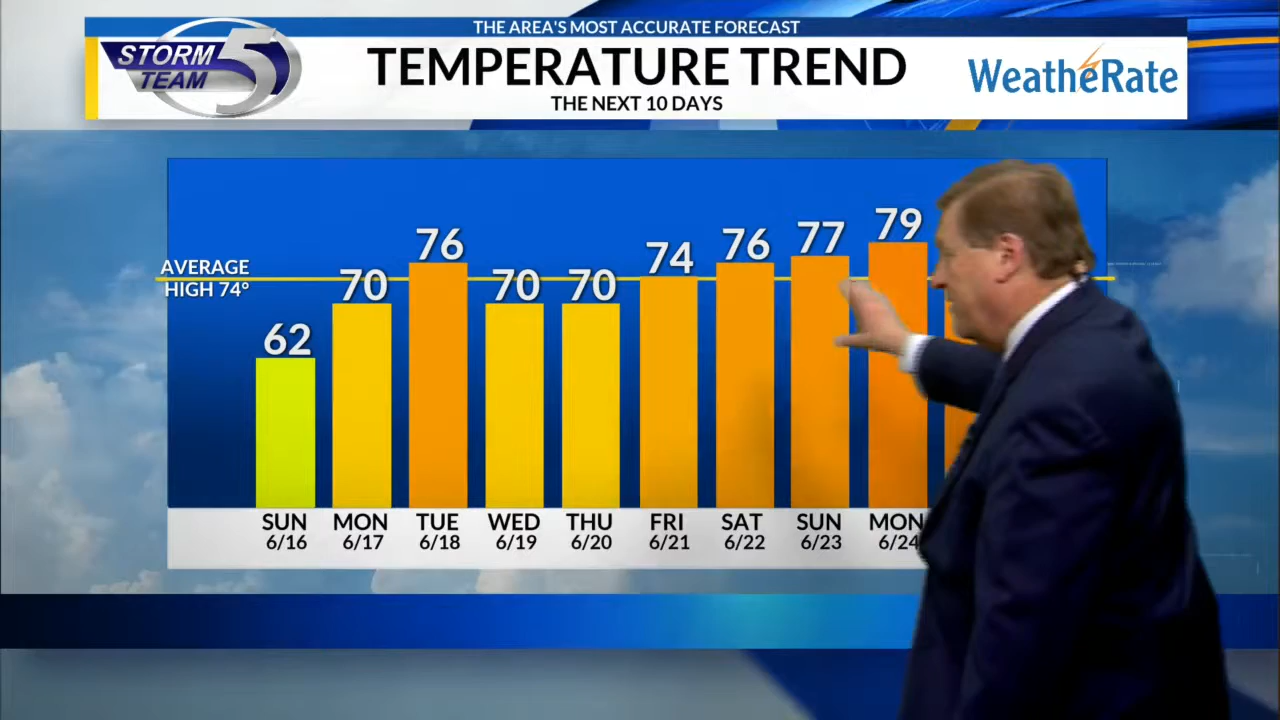 THE AREA'S MOST ACCURATE FORECAST
STORM TEAM 5
TEMPERATURE TREND
WeatheRate
THE NEXT 10 DAYS
62 70 76 70 70 74 76 77 79
AVERAGE
HIGH 74°
SUN MON TUE WED THU FRI SAT SUN MON
6/16 6/17 6/18 6/19 6/20 6/21 6/22 6/23 6/24